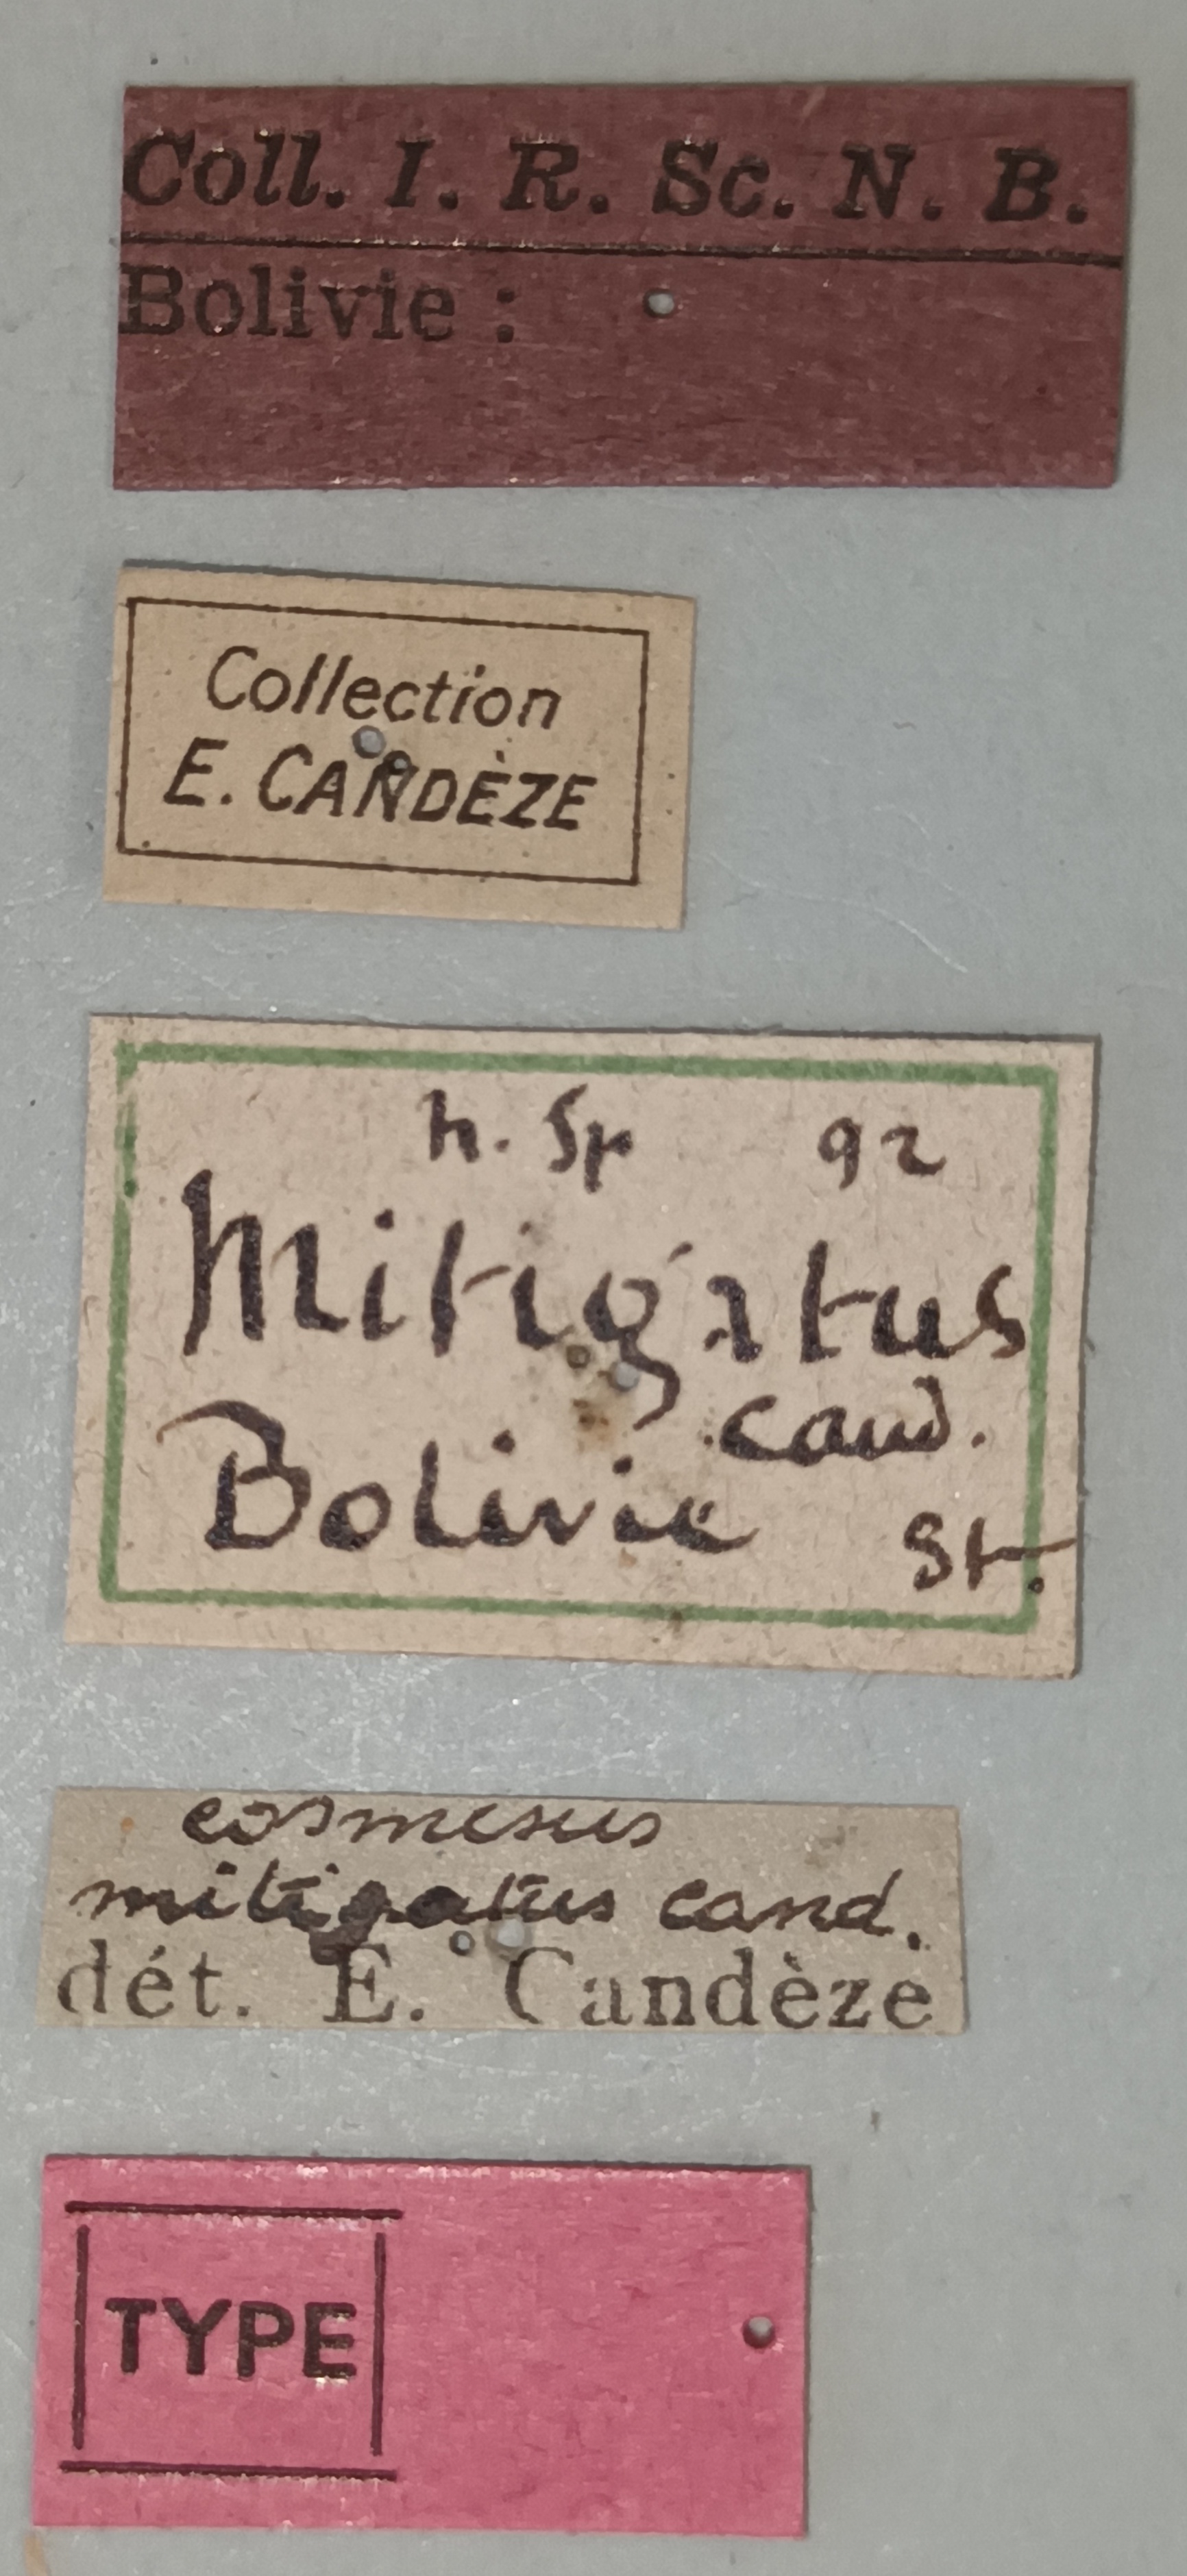 Coll. I. R. Sc. N. B.
Bolivie :
Collection
E. CANDÈZE
n. Sp 92
Mitigatus
Cand.
Bolivie St.
cosmesus
mitigatus cand.
dét. E. Candèze
TYPE